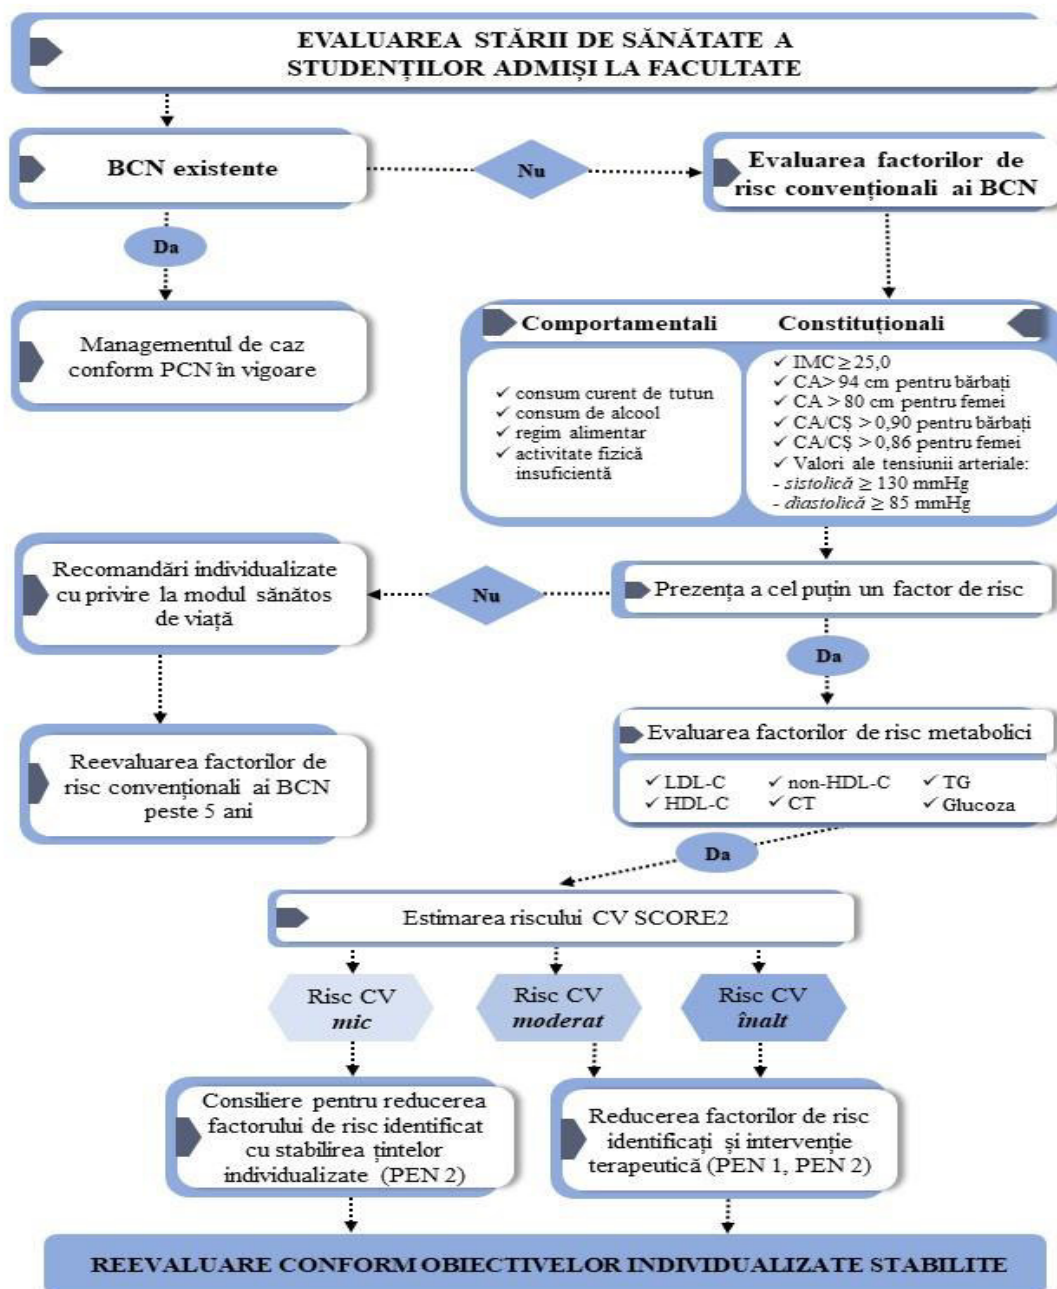 EVALUAREA STĂRII DE SĂNĂTATE A
STUDENȚILOR ADMIȘI LA FACULTATE
BCN existente
Nu
Evaluarea factorilor de
risc convenționali ai BCN
Da
Managementul de caz
conform PCN în vigoare
Comportamentali
Constituționali
✓ consum curent de tutun
✓ consum de alcool
✓ regim alimentar
✓ activitate fizică
insuficientă
✓ IMC ≥ 25,0
✓ CA> 94 cm pentru bărbați
✓ CA > 80 cm pentru femei
✓ CA/CȘ > 0,90 pentru bărbați
✓ CA/CȘ > 0,86 pentru femei
✓ Valori ale tensiunii arteriale:
- sistolică ≥ 130 mmHg
- diastolică ≥ 85 mmHg
Recomandări individualizate
cu privire la modul sănătos
de viață
Nu
Prezența a cel puțin un factor de risc
Da
Reevaluarea factorilor de
risc convenționali ai BCN
peste 5 ani
Evaluarea factorilor de risc metabolici
✓ LDL-C ✓ non-HDL-C ✓ TG
✓ HDL-C ✓ CT ✓ Glucoza
Da
Estimarea riscului CV SCORE2
Risc CV
mic
Risc CV
moderat
Risc CV
înalt
Consiliere pentru reducerea
factorului de risc identificat
cu stabilirea țintelor
individualizate (PEN 2)
Reducerea factorilor de risc
identificați și intervenție
terapeutică (PEN 1, PEN 2)
REEVALUARE CONFORM OBIECTIVELOR INDIVIDUALIZATE STABILITE